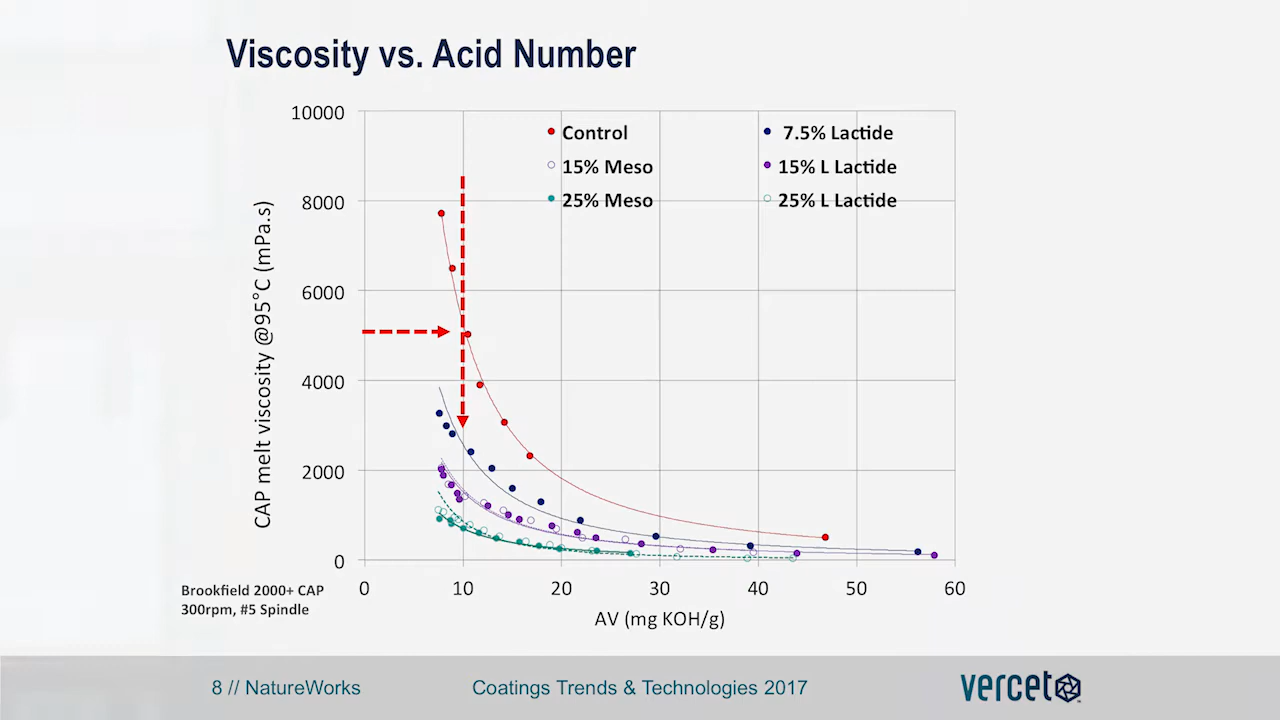 Viscosity vs. Acid Number
10000
8000
6000
4000
2000
0
CAP melt viscosity @95°C (mPa.s)
Control
7.5% Lactide
15% Meso
15% L Lactide
25% Meso
25% L Lactide
0 10 20 30 40 50 60
AV (mg KOH/g)
Brookfield 2000+ CAP
300rpm, #5 Spindle
8 // NatureWorks
Coatings Trends & Technologies 2017
vercet